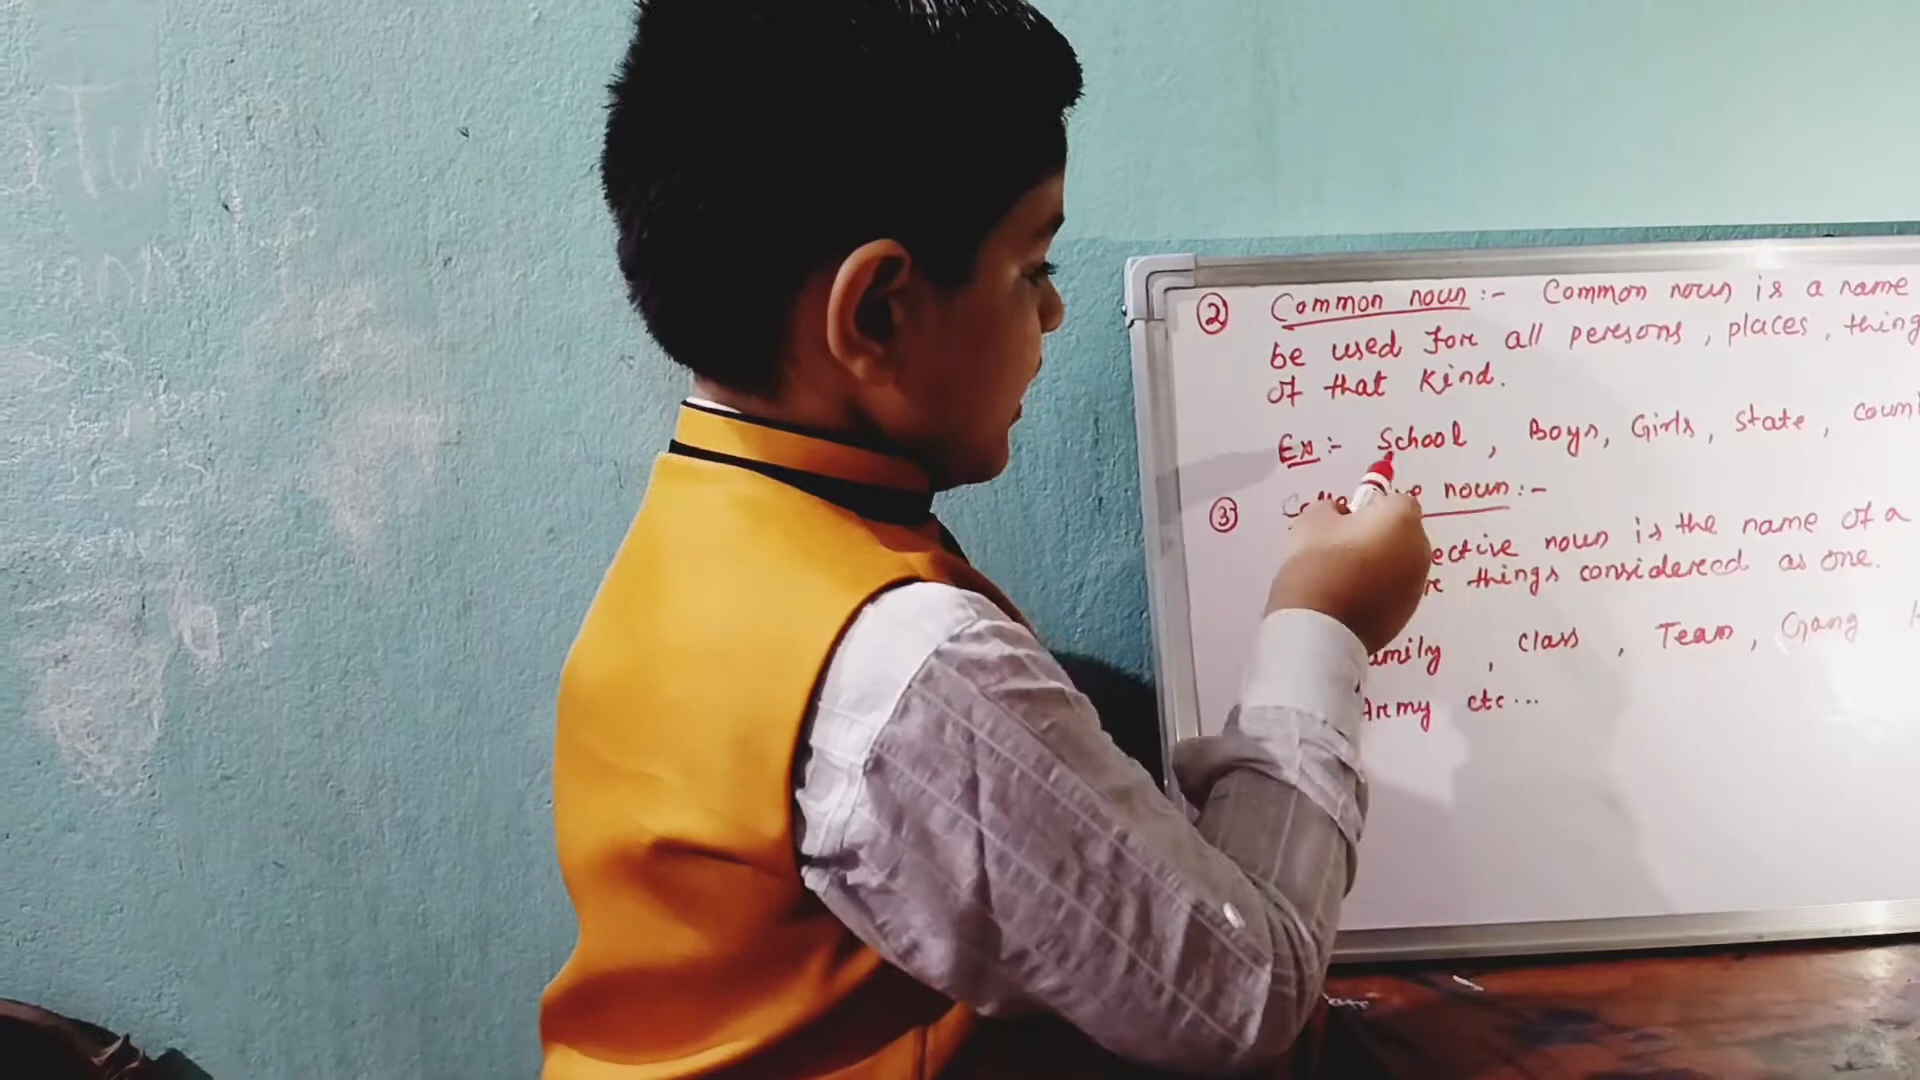 ② Common noun :- Common noun is a name
be used for all persons, places, thing
of that kind.
Ex :- School, Boys, Girls, State, Count
③ noun :-
ective noun is the name of a
things considered as one.
amily, class, Team, Gang
Army etc...